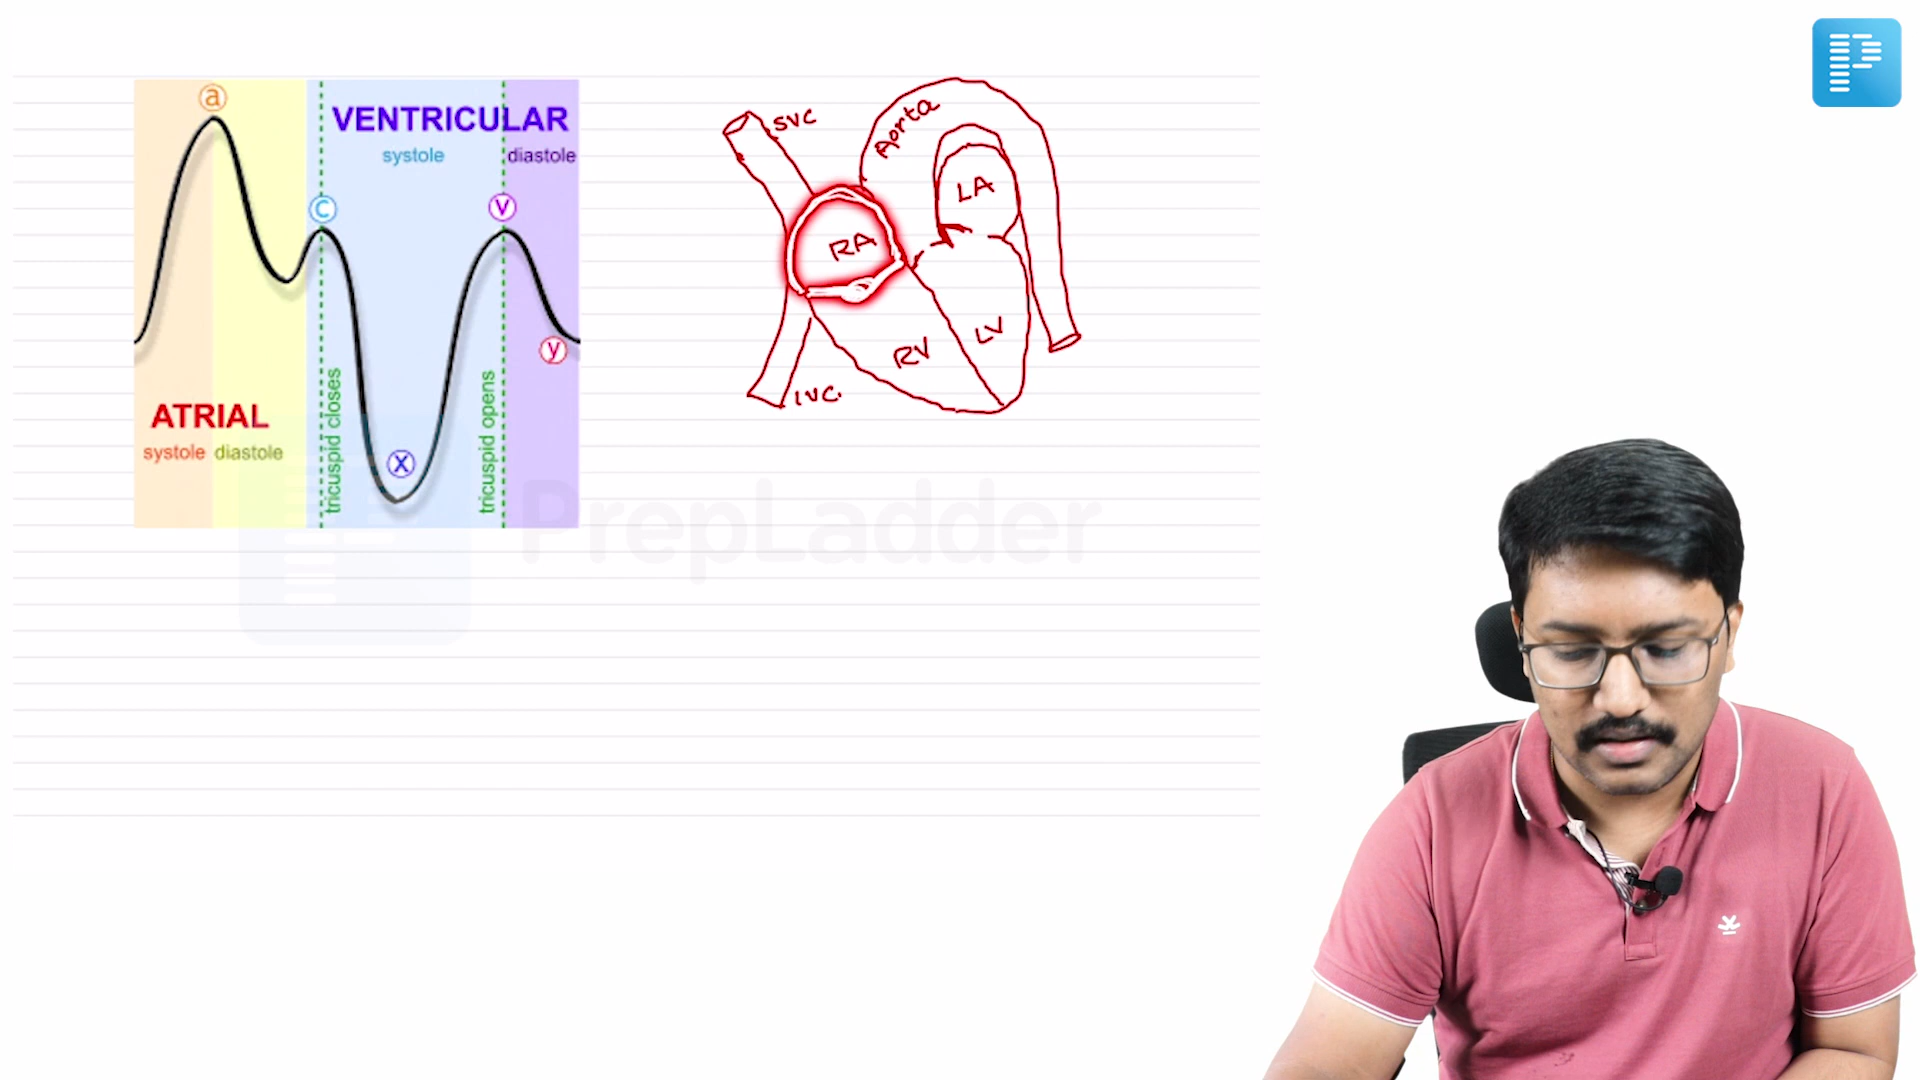 a
VENTRICULAR
systole
diastole
c
v
y
ATRIAL
systole diastole
x
tricuspid closes
tricuspid opens
SVC
Aorta
LA
RA
LV
RV
IVC.
PrepLadder
P